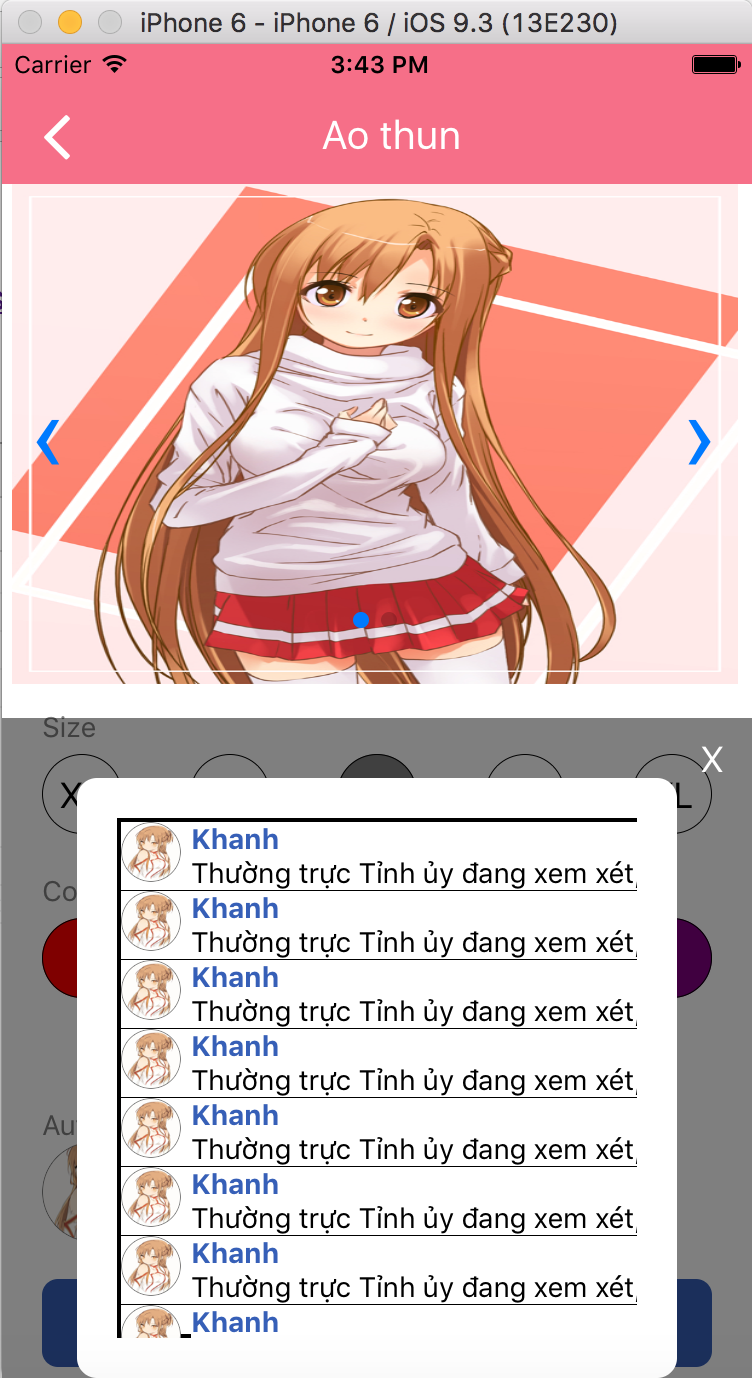 iPhone 6 - iPhone 6 / iOS 9.3 (13E230)
Carrier
3:43 PM
Ao thun
Size
X
X
L
Co
Khanh
Thường trực Tỉnh ủy đang xem xét,
Khanh
Thường trực Tỉnh ủy đang xem xét,
Khanh
Thường trực Tỉnh ủy đang xem xét,
Khanh
Thường trực Tỉnh ủy đang xem xét,
Khanh
Thường trực Tỉnh ủy đang xem xét,
Au
Khanh
Thường trực Tỉnh ủy đang xem xét,
Khanh
Thường trực Tỉnh ủy đang xem xét,
Khanh